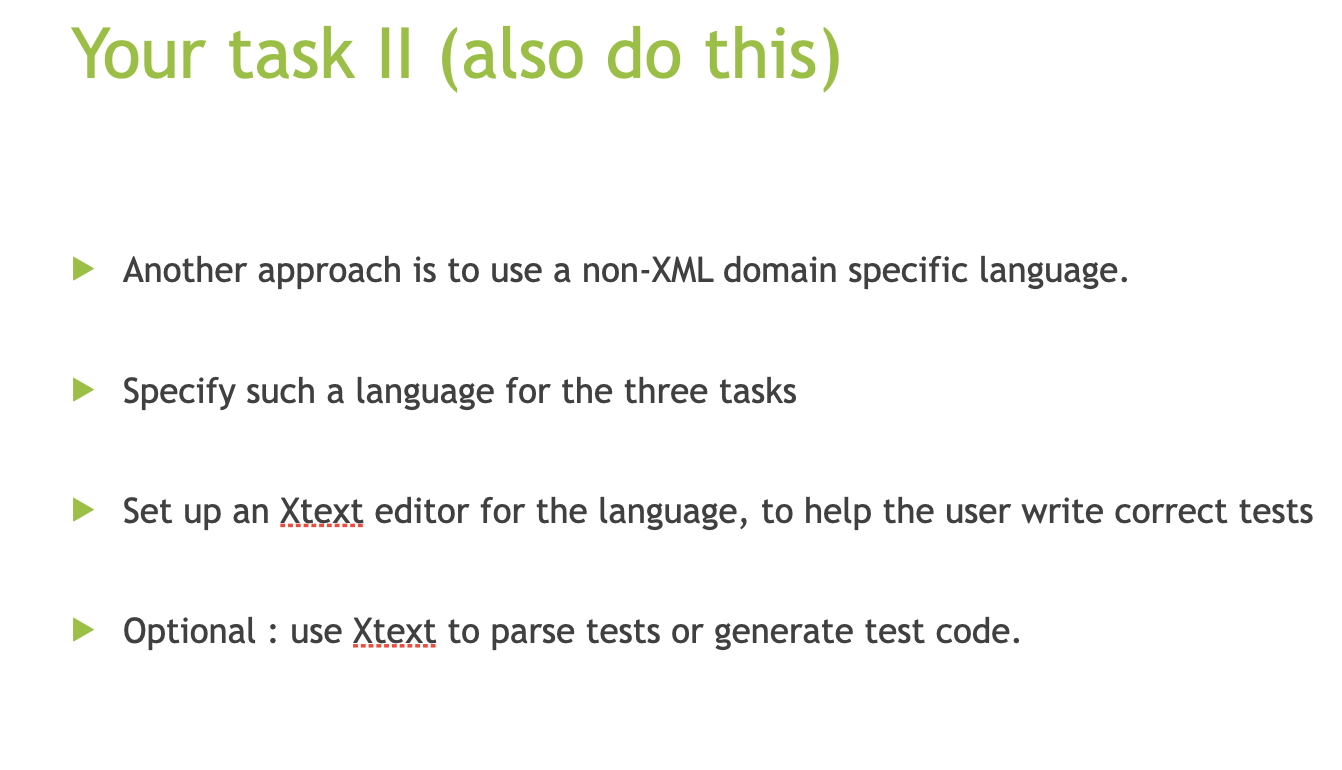 Your task II (also do this)
Another approach is to use a non-XML domain specific language.
Specify such a language for the three tasks
Set up an Xtext editor for the language, to help the user write correct tests
Optional : use Xtext to parse tests or generate test code.